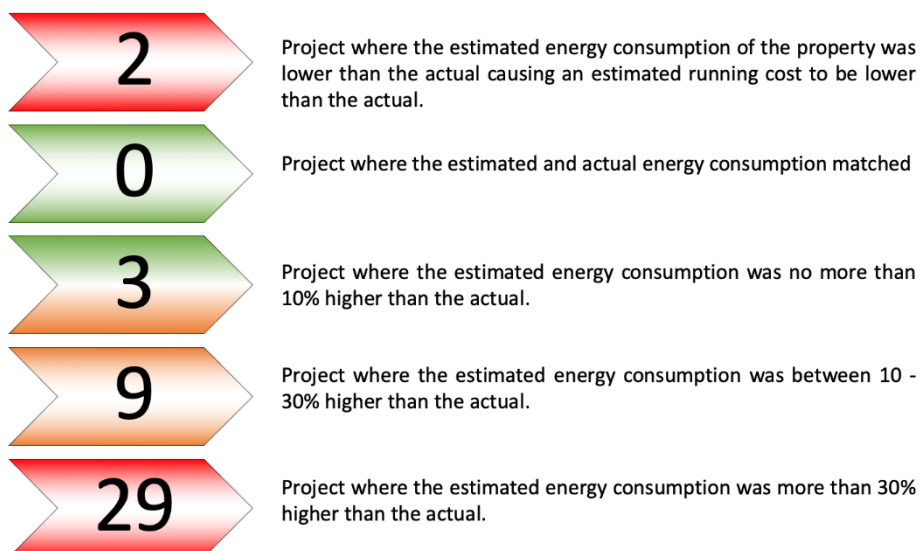 2
Project where the estimated energy consumption of the property was
lower than the actual causing an estimated running cost to be lower
than the actual.
0
Project where the estimated and actual energy consumption matched
3
Project where the estimated energy consumption was no more than
10% higher than the actual.
9
Project where the estimated energy consumption was between 10 -
30% higher than the actual.
29
Project where the estimated energy consumption was more than 30%
higher than the actual.